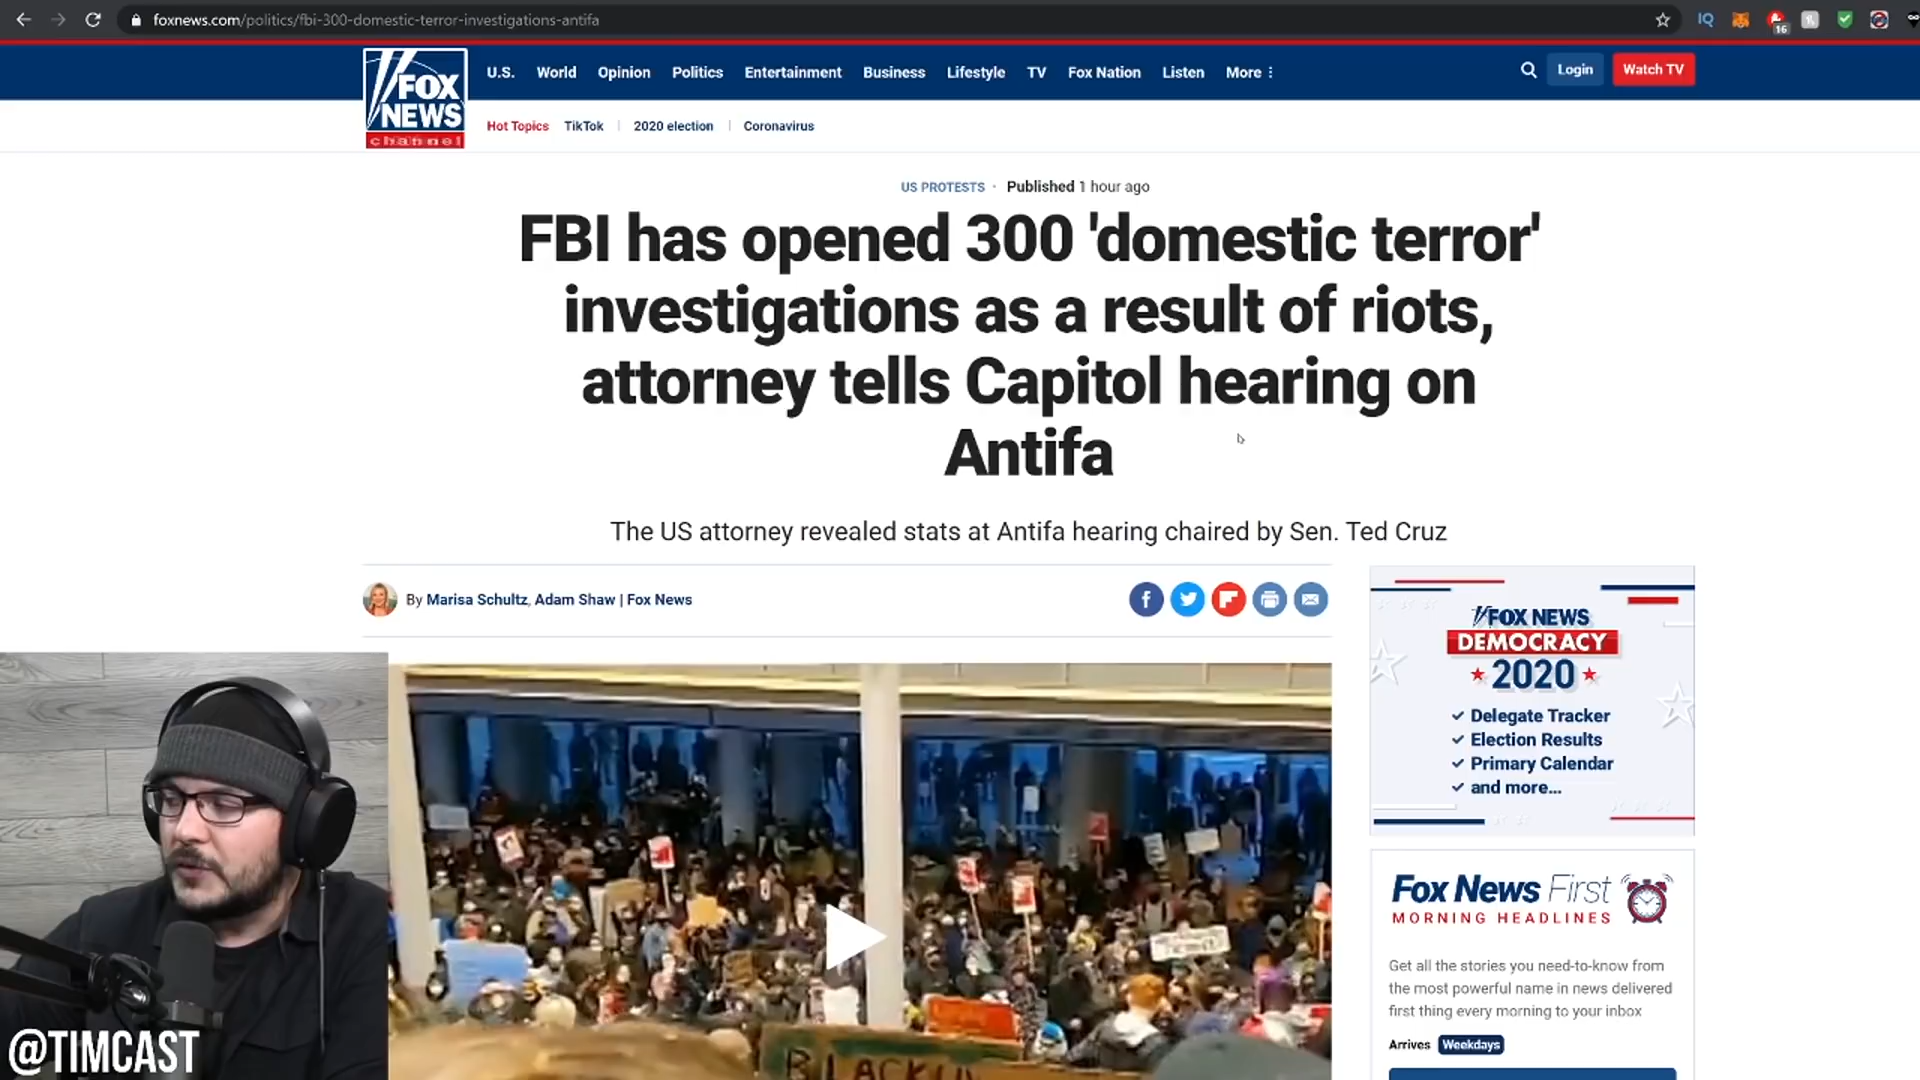 foxnews.com/politics/fbi-300-domestic-terror-investigations-antifa
IQ
16
FOX
NEWS
channel
U.S. World Opinion Politics Entertainment Business Lifestyle TV Fox Nation Listen More
Login
Watch TV
Hot Topics TikTok 2020 election Coronavirus
US PROTESTS · Published 1 hour ago
FBI has opened 300 'domestic terror'
investigations as a result of riots,
attorney tells Capitol hearing on
Antifa
The US attorney revealed stats at Antifa hearing chaired by Sen. Ted Cruz
By Marisa Schultz, Adam Shaw | Fox News
FOX NEWS
DEMOCRACY
2020
Delegate Tracker
Election Results
Primary Calendar
and more...
Fox News First
MORNING HEADLINES
Get all the stories you need-to-know from
the most powerful name in news delivered
first thing every morning to your inbox
Arrives Weekdays
@TIMCAST